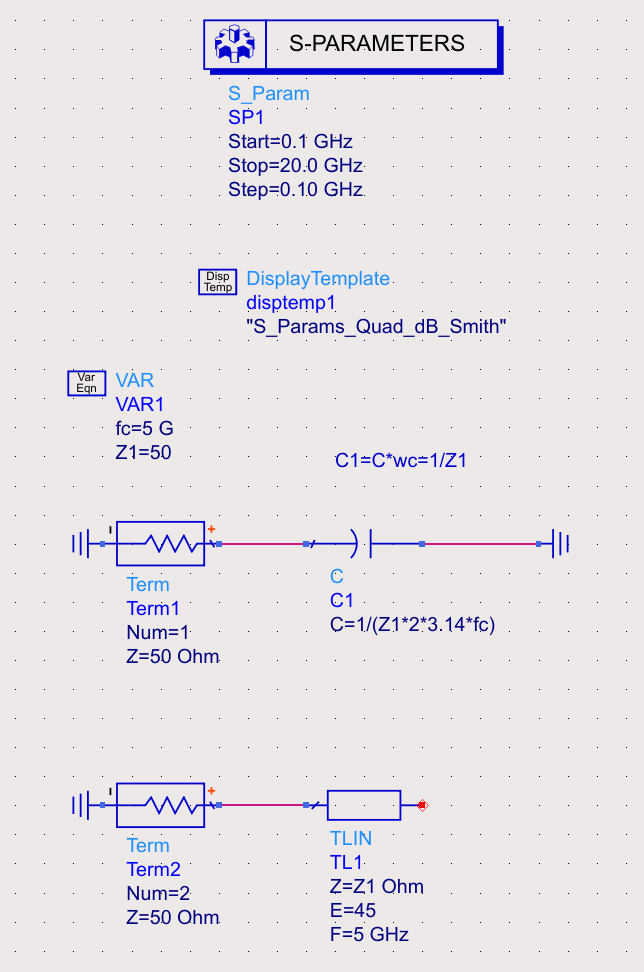 S-PARAMETERS
S_Param
SP1
Start=0.1 GHz
Stop=20.0 GHz
Step=0.10 GHz
Disp
Temp
DisplayTemplate
disptemp1
"S_Params_Quad_dB_Smith"
Var
Eqn
VAR
VAR1
fc=5 G
Z1=50
C1=C*wc=1/Z1
Term
Term1
Num=1
Z=50 Ohm
C
C1
C=1/(Z1*2*3.14*fc)
Term
Term2
Num=2
Z=50 Ohm
TLIN
TL1
Z=Z1 Ohm
E=45
F=5 GHz